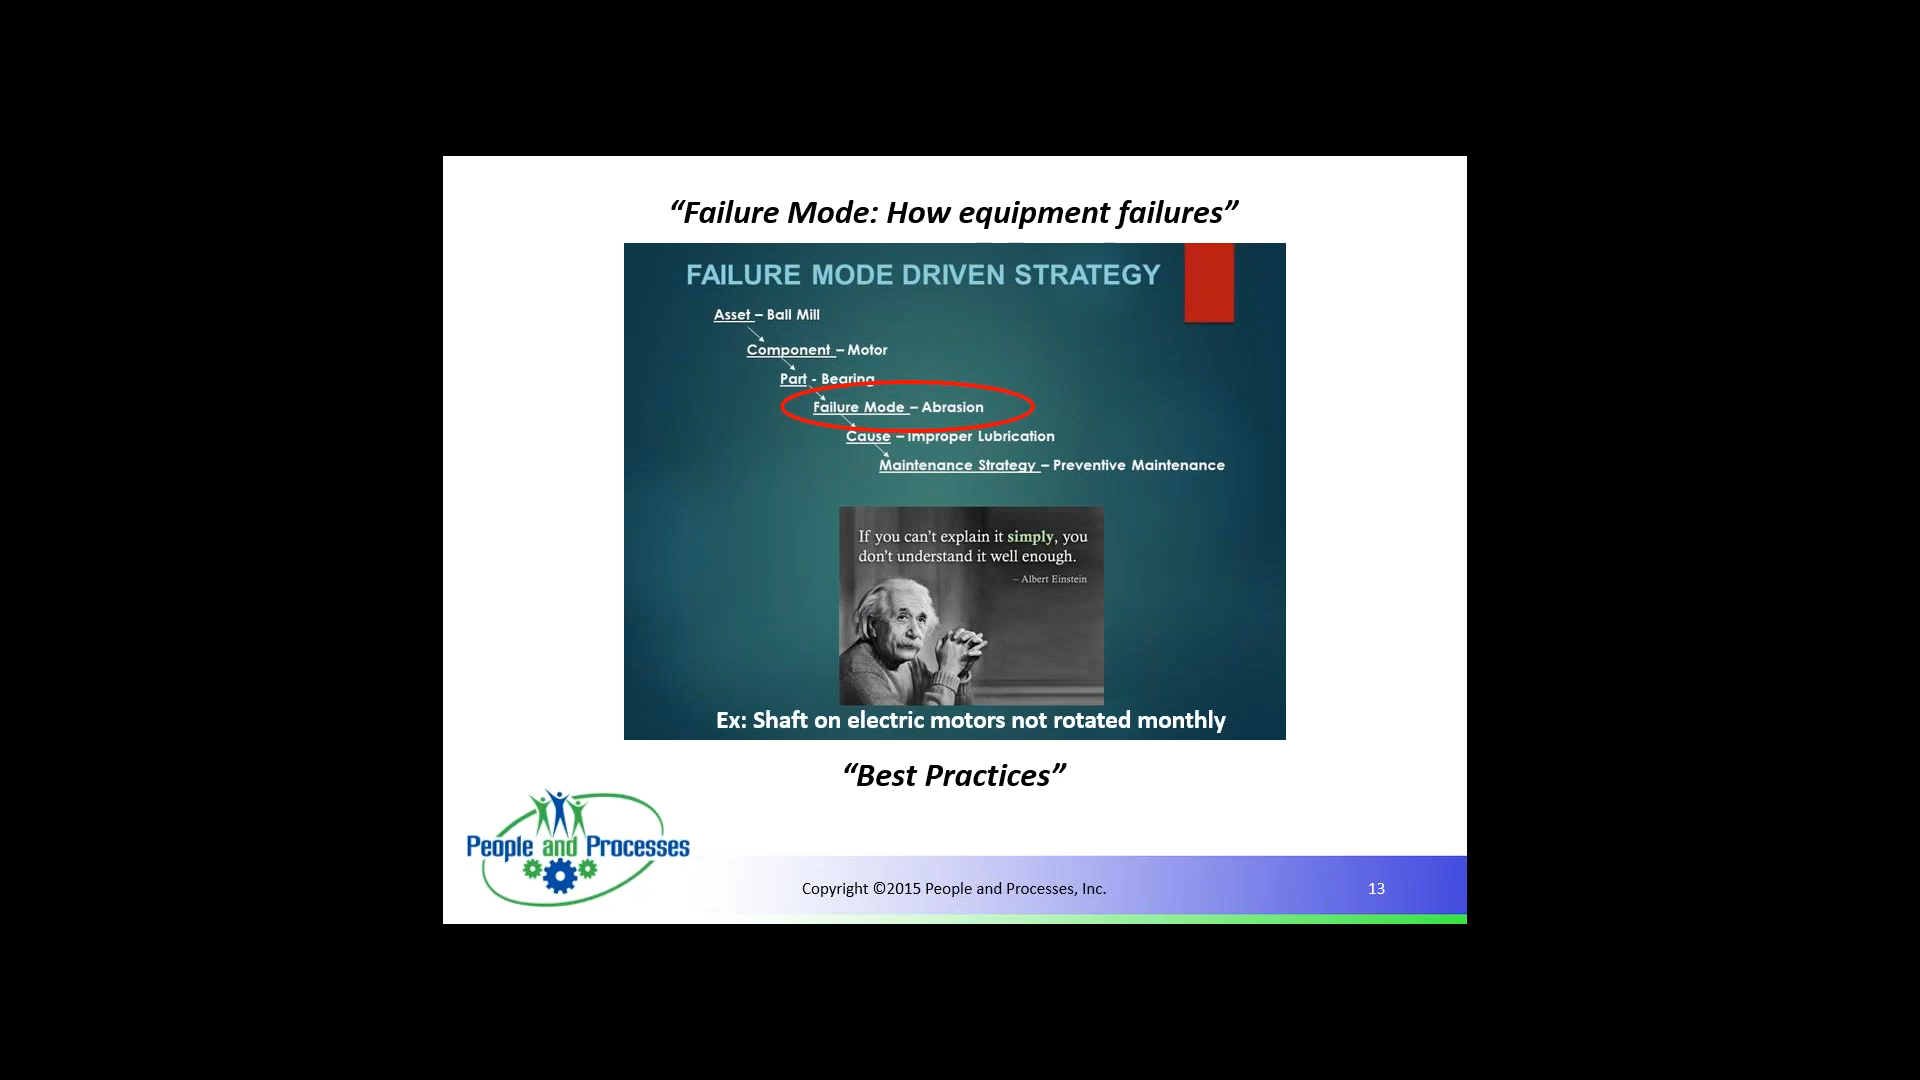 “Failure Mode: How equipment failures”
FAILURE MODE DRIVEN STRATEGY
Asset – Ball Mill
Component – Motor
Part - Bearing
Failure Mode – Abrasion
Cause – Improper Lubrication
Maintenance Strategy – Preventive Maintenance
If you can’t explain it simply, you
don’t understand it well enough.
– Albert Einstein
Ex: Shaft on electric motors not rotated monthly
“Best Practices”
People and Processes
Copyright ©2015 People and Processes, Inc.
13